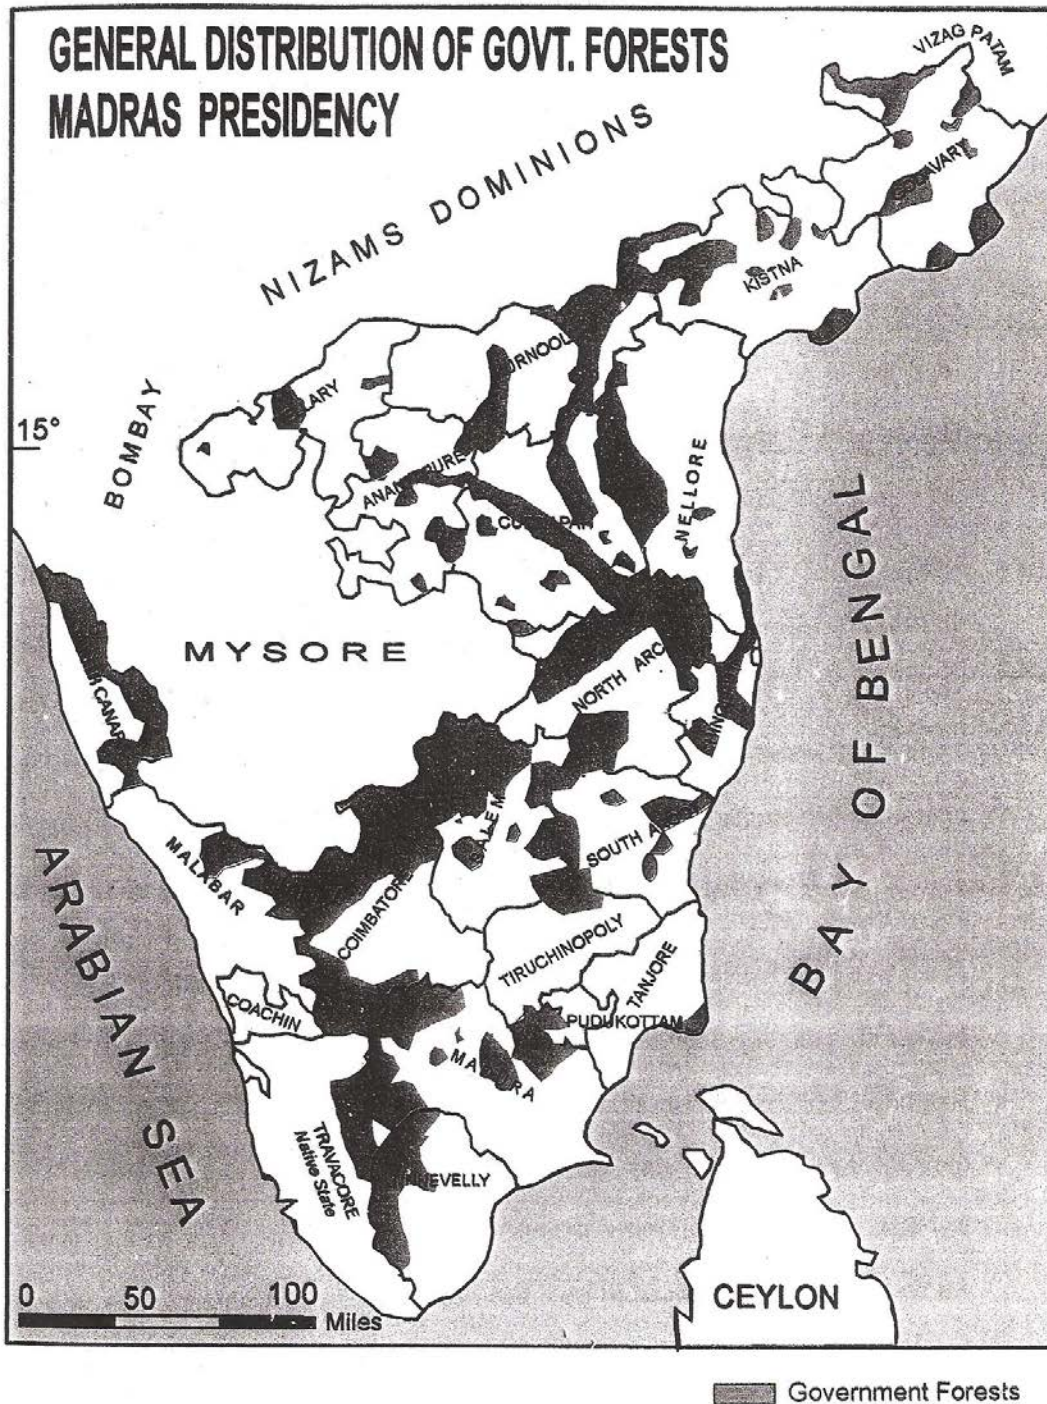 GENERAL DISTRIBUTION OF GOVT. FORESTS
MADRAS PRESIDENCY
VIZAG PATAM
NIZAMS DOMINIONS
KISTNA
BOMBAY
15°
NELLORE
MYSORE
NORTH ARC
BAY OF BENGAL
SALEM
SOUTH A
MALABAR
COIMBATORE
ARABIAN SEA
TIRUCHINOPOLY
TANJORE
COACHIN
PUDUKOTTAM
TRAVACORE
Native State
0 50 100
Miles
CEYLON
Government Forests